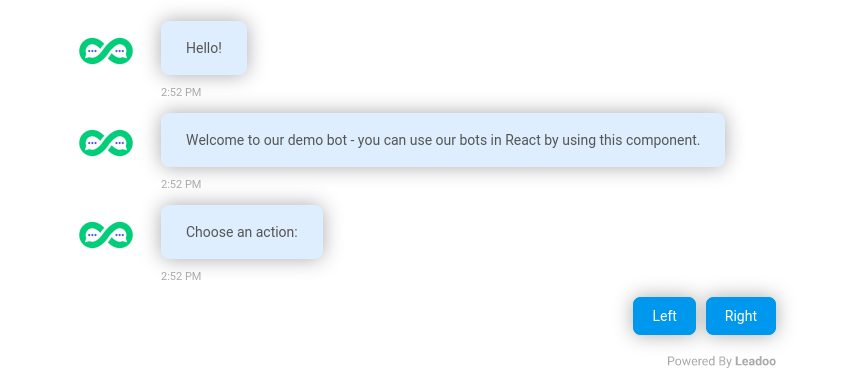 Hello!
2:52 PM
Welcome to our demo bot - you can use our bots in React by using this component.
2:52 PM
Choose an action:
2:52 PM
Left Right
Powered By Leadoo